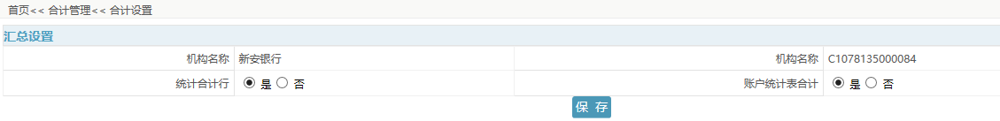 首页<< 合计管理<< 合计设置
汇总设置
机构名称 新安银行 机构名称 C1078135000084
统计合计行 是 否 账户统计表合计 是 否
保 存